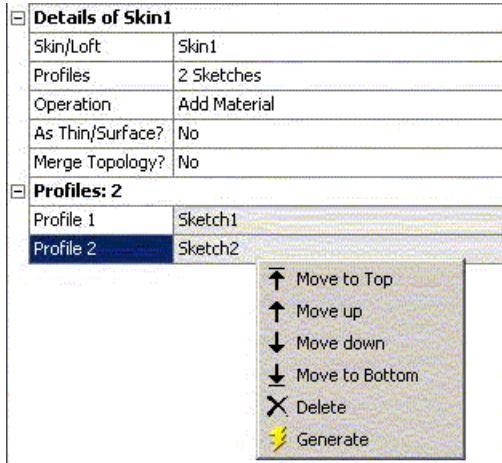 Details of Skin1
Skin/Loft Skin1
Profiles 2 Sketches
Operation Add Material
As Thin/Surface? No
Merge Topology? No
Profiles: 2
Profile 1 Sketch1
Profile 2 Sketch2
Move to Top
Move up
Move down
Move to Bottom
Delete
Generate